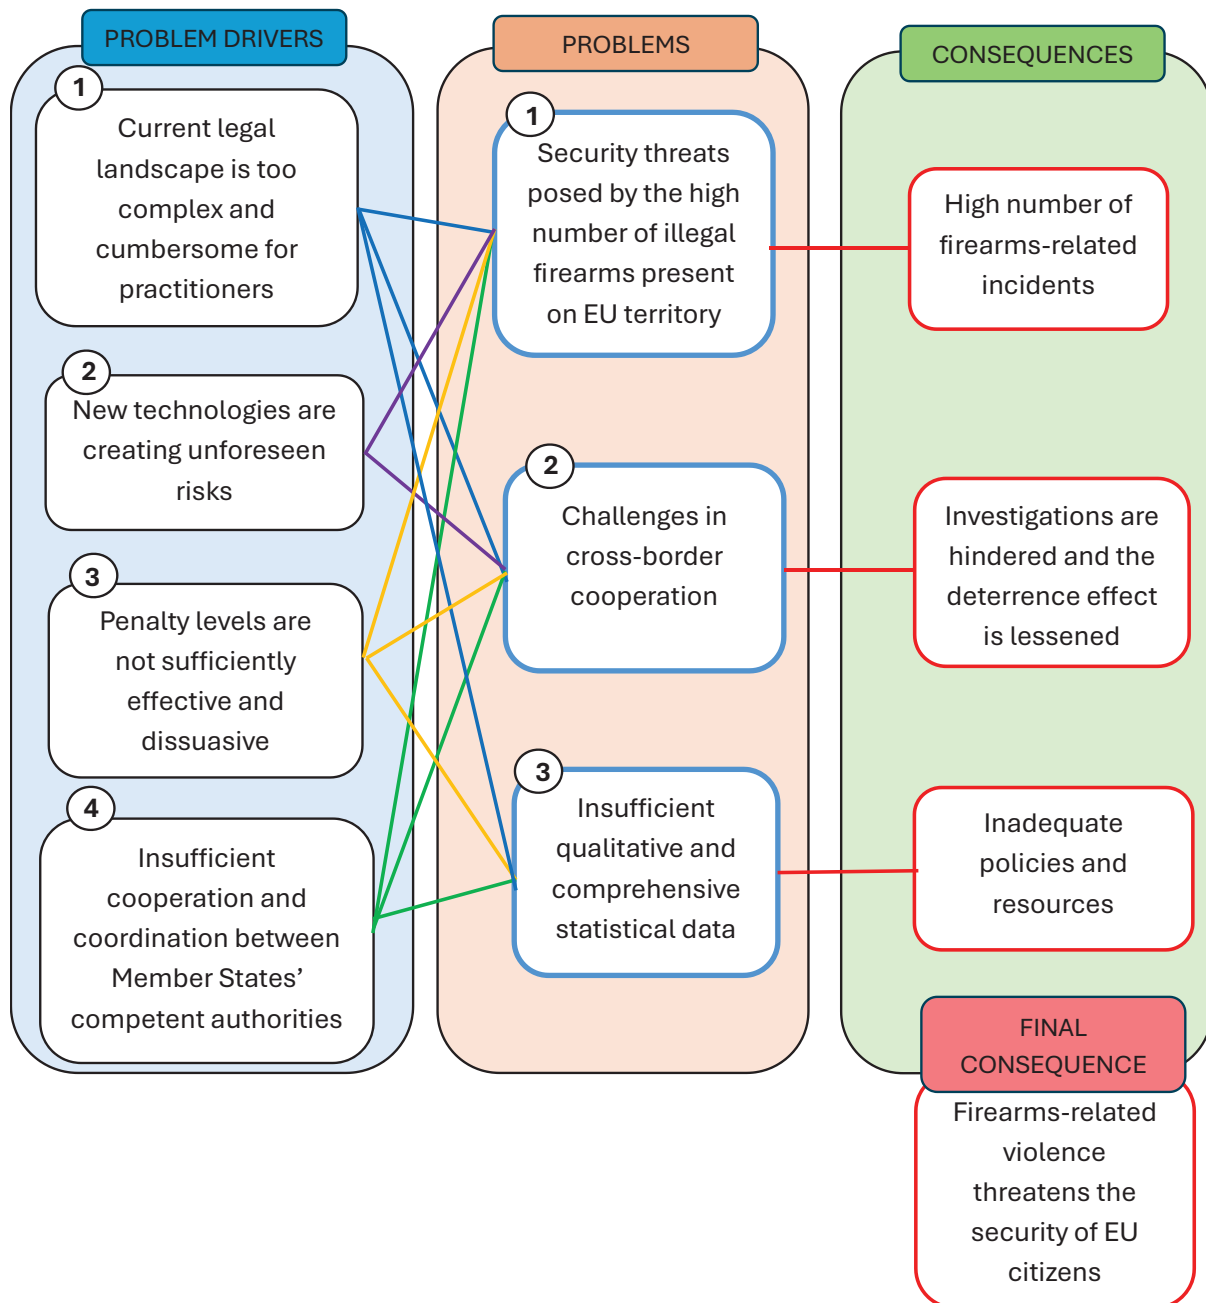 PROBLEM DRIVERS
1
Current legal
landscape is too
complex and
cumbersome for
practitioners
2
New technologies are
creating unforeseen
risks
3
Penalty levels are
not sufficiently
effective and
dissuasive
4
Insufficient
cooperation and
coordination between
Member States’
competent authorities
PROBLEMS
1
Security threats
posed by the high
number of illegal
firearms present
on EU territory
2
Challenges in
cross-border
cooperation
3
Insufficient
qualitative and
comprehensive
statistical data
CONSEQUENCES
High number of
firearms-related
incidents
Investigations are
hindered and the
deterrence effect
is lessened
Inadequate
policies and
resources
FINAL
CONSEQUENCE
Firearms-related
violence
threatens the
security of EU
citizens